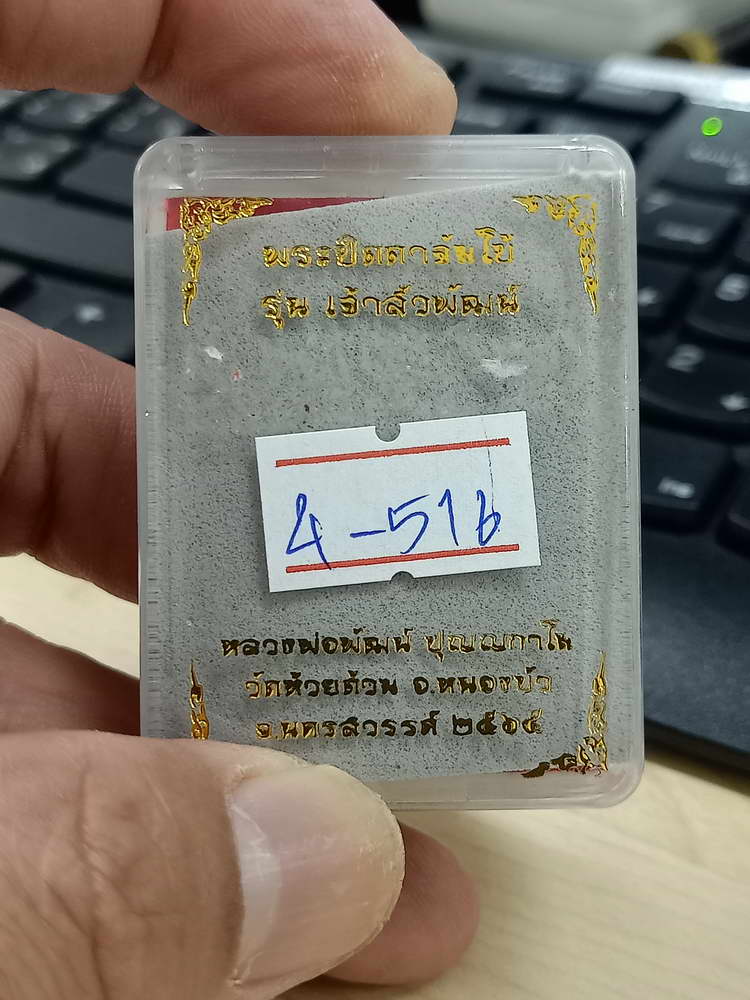 พระปิดตาจัมโบ้
รุ่น เจ้าสัวพัฒน์
4-516
หลวงพ่อพัฒน์ ปุญญกาโม
วัดห้วยด้วน อ.หนองบัว
จ.นครสวรรค์ ๒๕๖๔